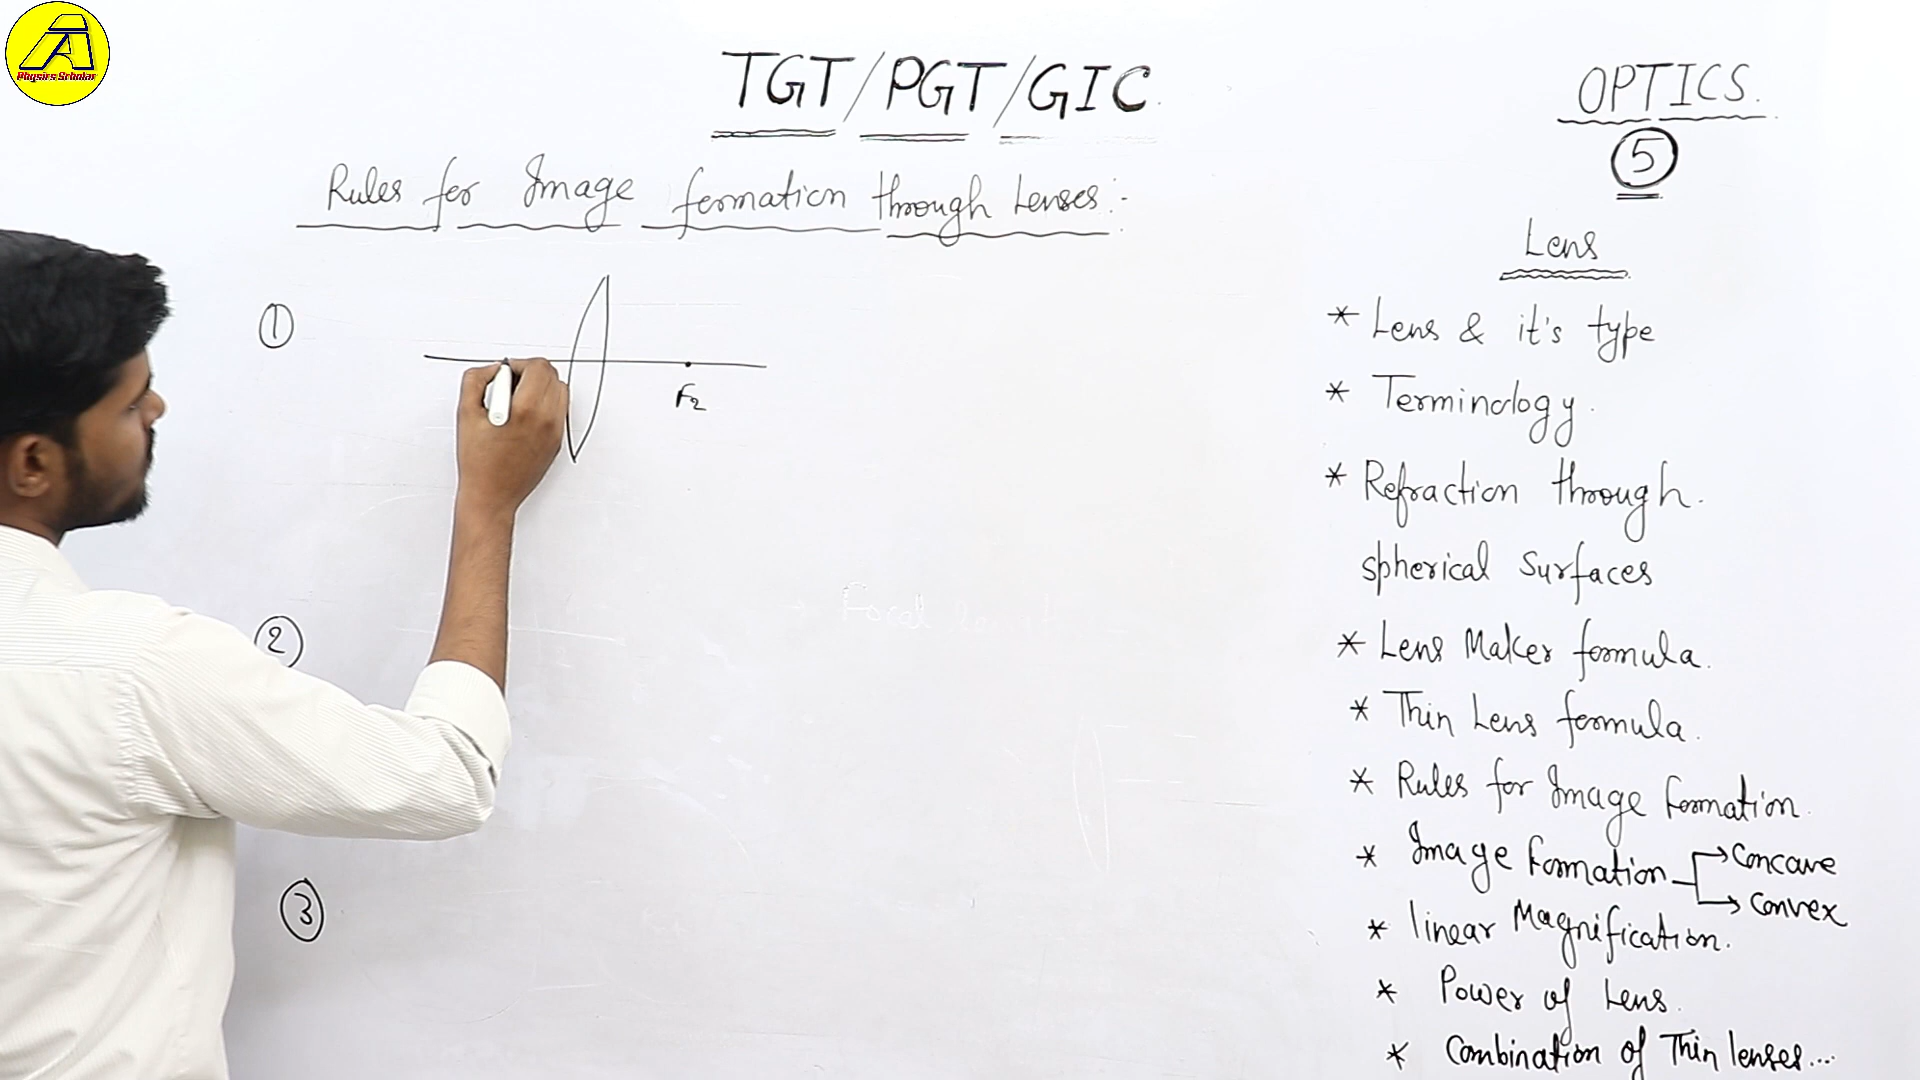 A
Physics Scholar
TGT/PGT/GIC
OPTICS.
5
Rules for Image formation through Lenses:-
Lens
1
F2
* Lens & it's type
* Terminology.
* Refraction through.
spherical surfaces
2
* Lens Maker formula.
* Thin Lens formula.
* Rules for Image Formation.
* Image Formation → Concave
→ Convex
3
* linear Magnification.
* Power of Lens.
* Combination of Thin lenses...